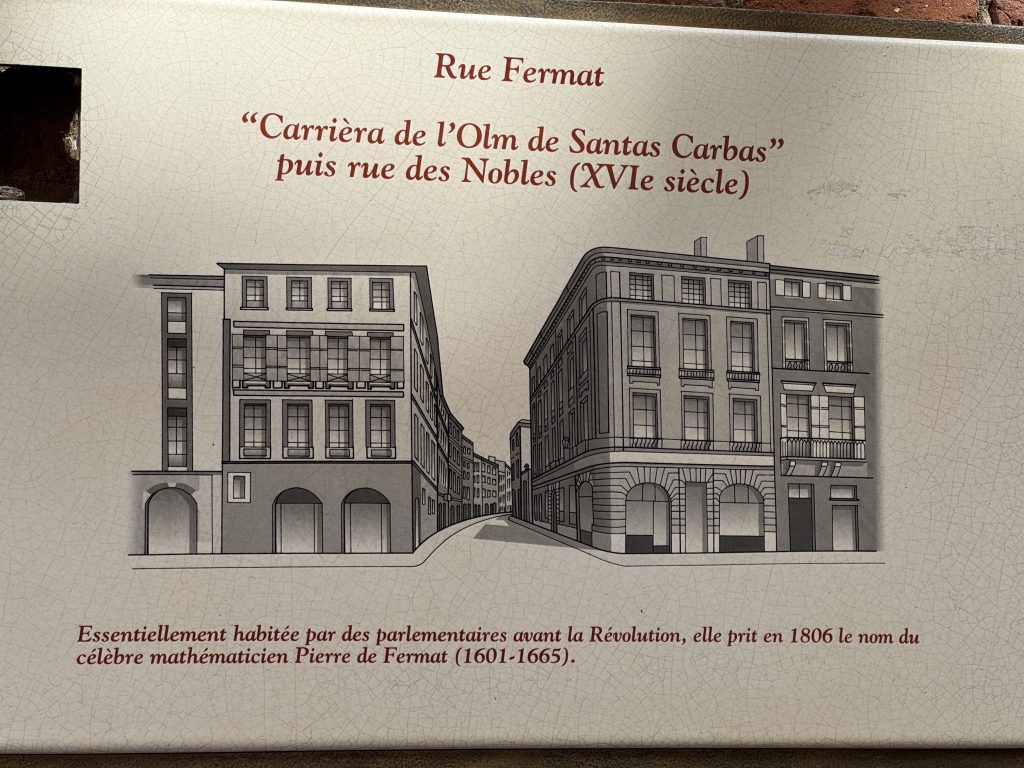 Rue Fermat
“Carrièra de l’Olm de Santas Carbas”
puis rue des Nobles (XVIe siècle)
Essentiellement habitée par des parlementaires avant la Révolution, elle prit en 1806 le nom du
célèbre mathématicien Pierre de Fermat (1601-1665).